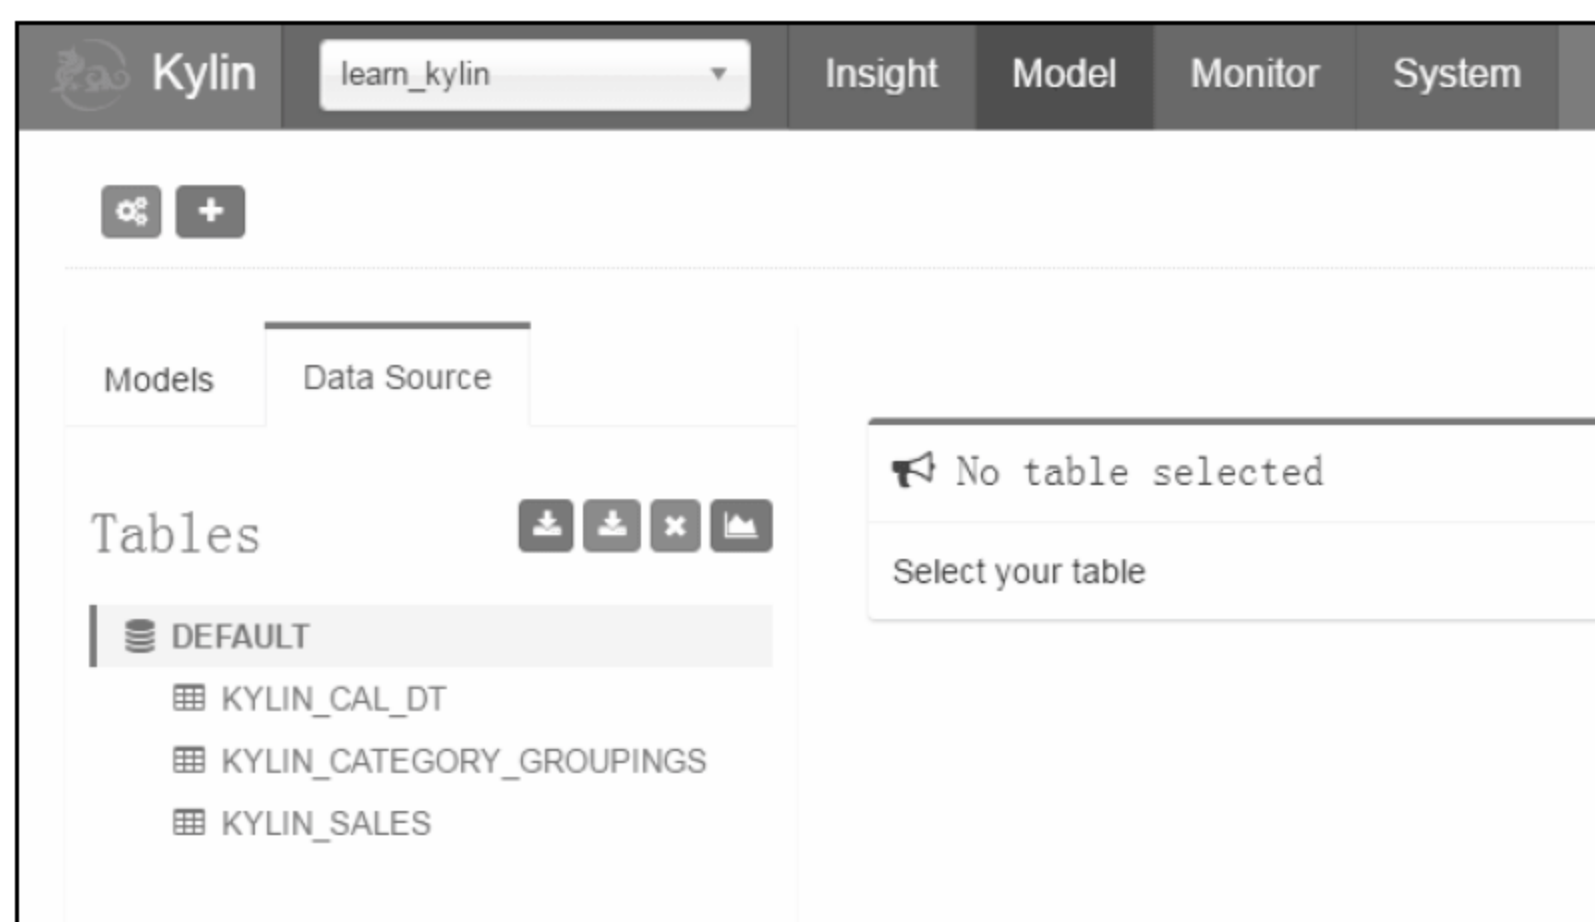 Kylin learn_kylin Insight Model Monitor System
Models Data Source
No table selected
Tables
Select your table
DEFAULT
KYLIN_CAL_DT
KYLIN_CATEGORY_GROUPINGS
KYLIN_SALES